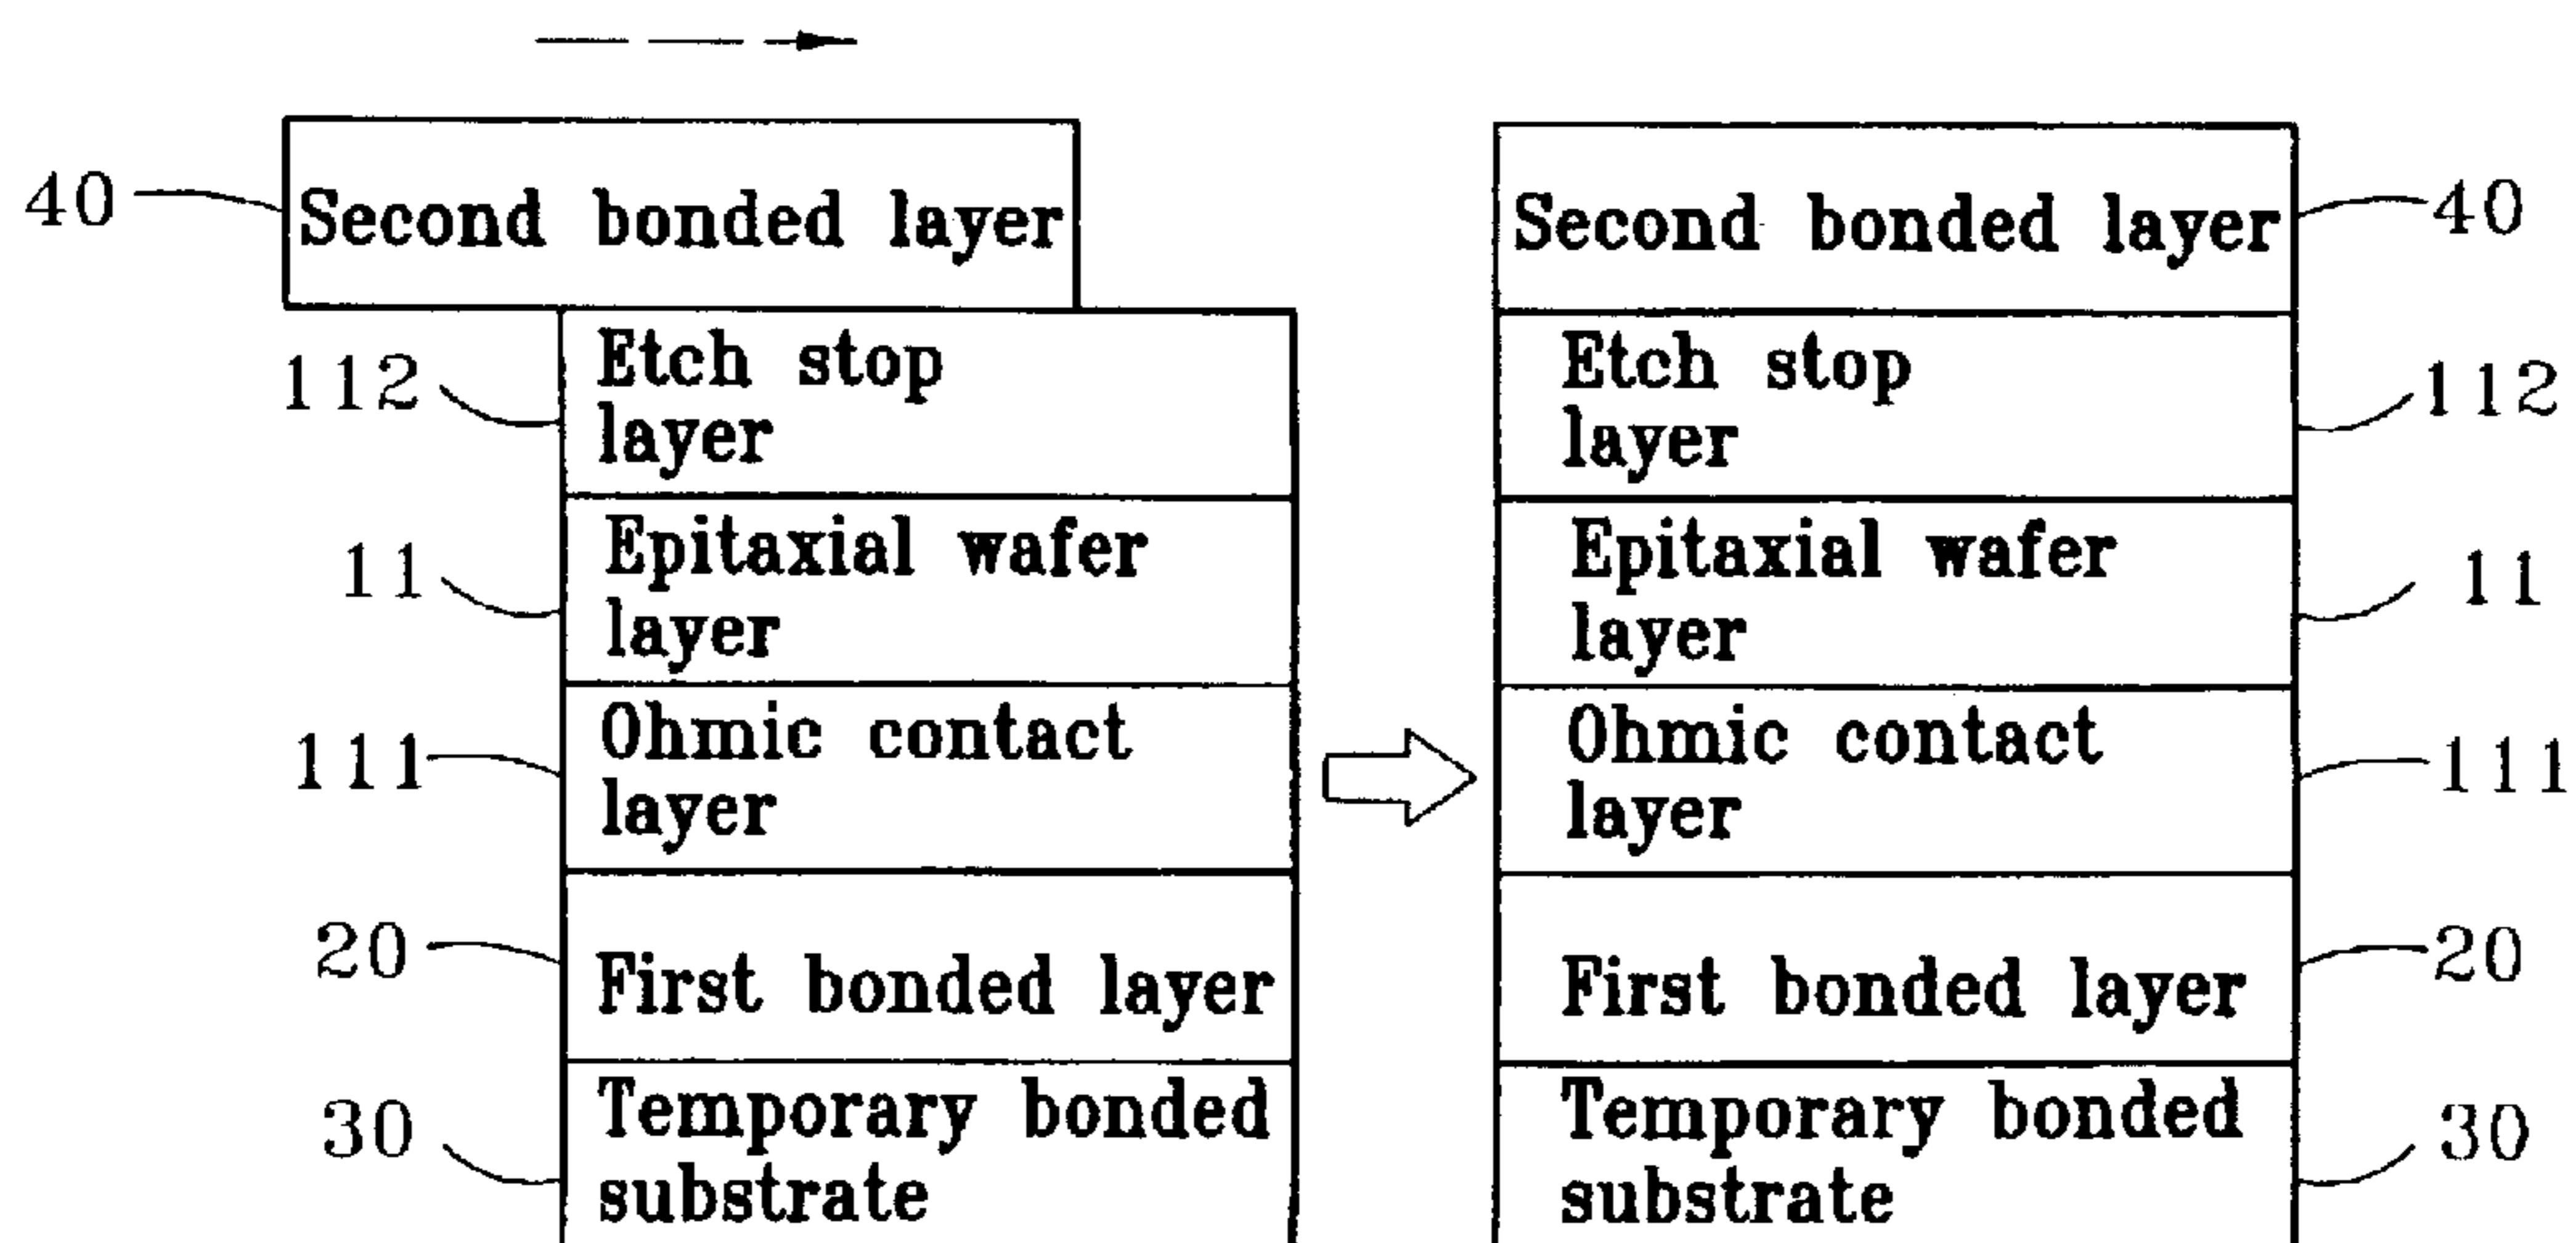 40
Second bonded layer
112
Etch stop
layer
11
Epitaxial wafer
layer
111
Ohmic contact
layer
20
First bonded layer
30
Temporary bonded
substrate
Second bonded layer
40
Etch stop
layer
112
Epitaxial wafer
layer
11
Ohmic contact
layer
111
First bonded layer
20
Temporary bonded
substrate
30